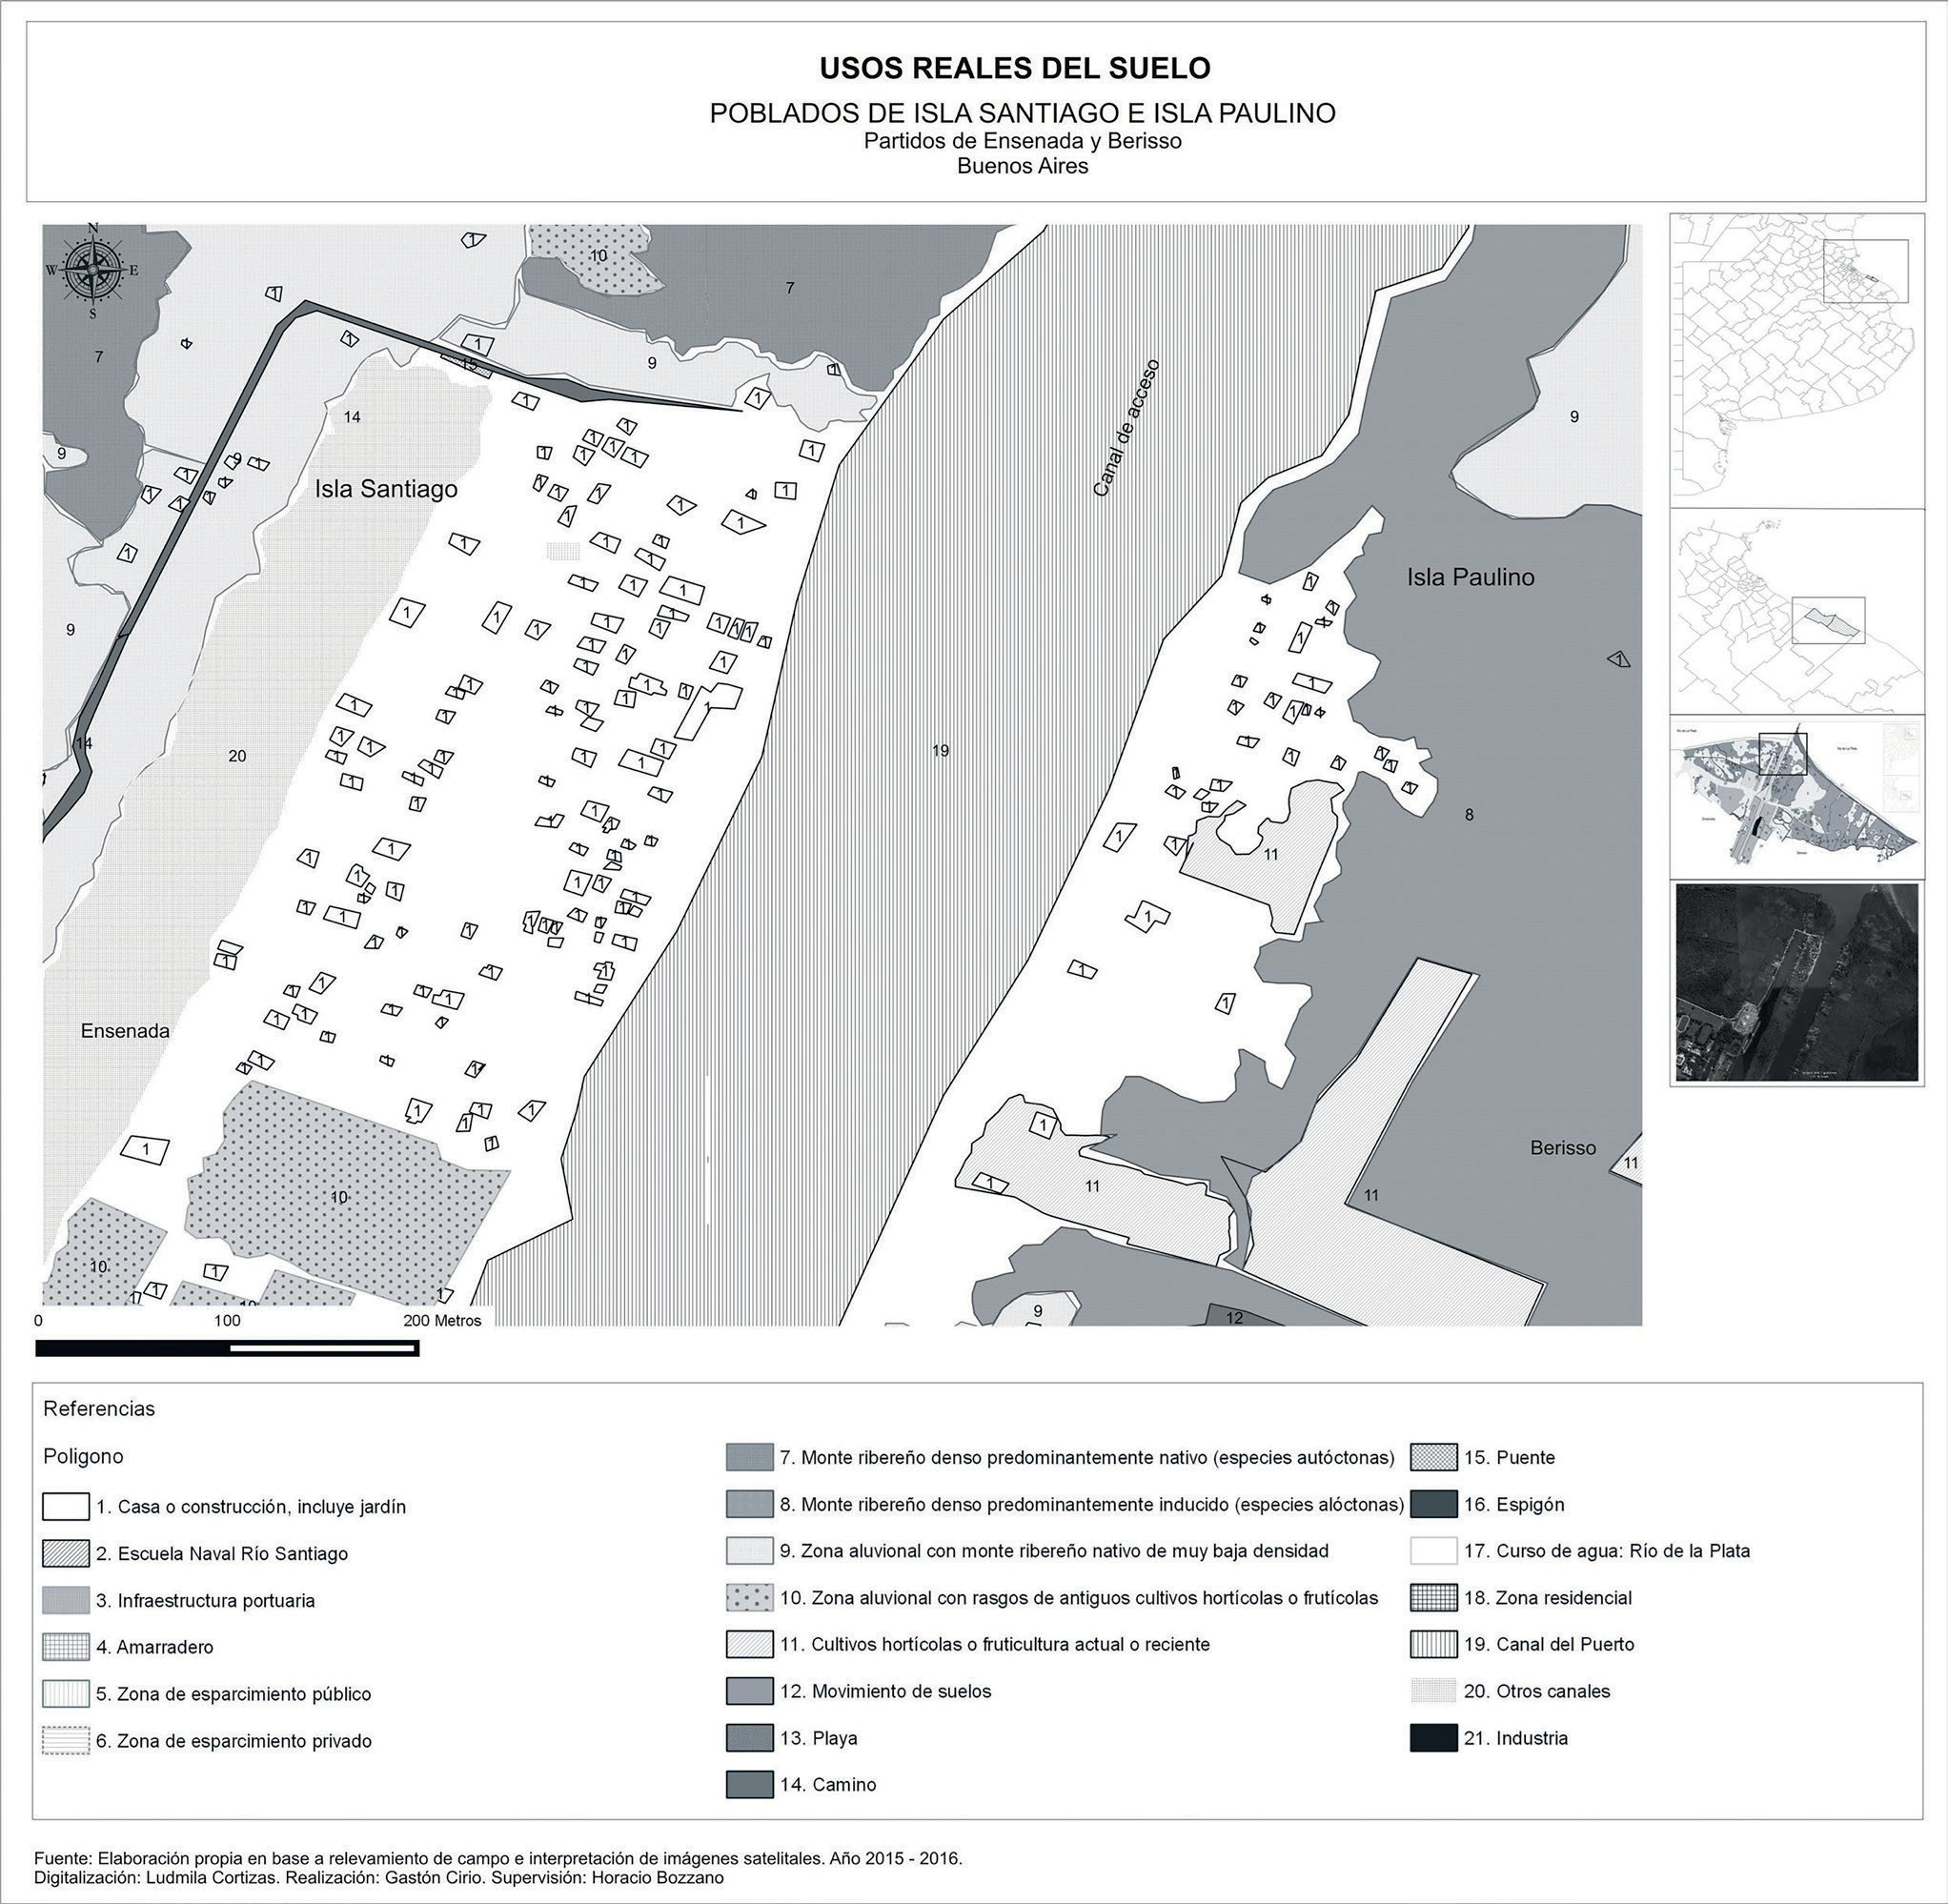 USOS REALES DEL SUELO
POBLADOS DE ISLA SANTIAGO E ISLA PAULINO
Partidos de Ensenada y Berisso
Buenos Aires
N
W E
S
7
7
10
9
15
9
14
9
Isla Santiago
9
9
14
20
Ensenada
10
10
Canal de acceso
19
9
Isla Paulino
8
11
11
11
Berisso
11
9
12
1
0 100 200 Metros
Referencias
Poligono
1. Casa o construcción, incluye jardín
2. Escuela Naval Río Santiago
3. Infraestructura portuaria
4. Amarradero
5. Zona de esparcimiento público
6. Zona de esparcimiento privado
7. Monte ribereño denso predominantemente nativo (especies autóctonas)
8. Monte ribereño denso predominantemente inducido (especies alóctonas)
9. Zona aluvional con monte ribereño nativo de muy baja densidad
10. Zona aluvional con rasgos de antiguos cultivos hortícolas o frutícolas
11. Cultivos hortícolas o fruticultura actual o reciente
12. Movimiento de suelos
13. Playa
14. Camino
15. Puente
16. Espigón
17. Curso de agua: Río de la Plata
18. Zona residencial
19. Canal del Puerto
20. Otros canales
21. Industria
Fuente: Elaboración propia en base a relevamiento de campo e interpretación de imágenes satelitales. Año 2015 - 2016.
Digitalización: Ludmila Cortizas. Realización: Gastón Cirio. Supervisión: Horacio Bozzano